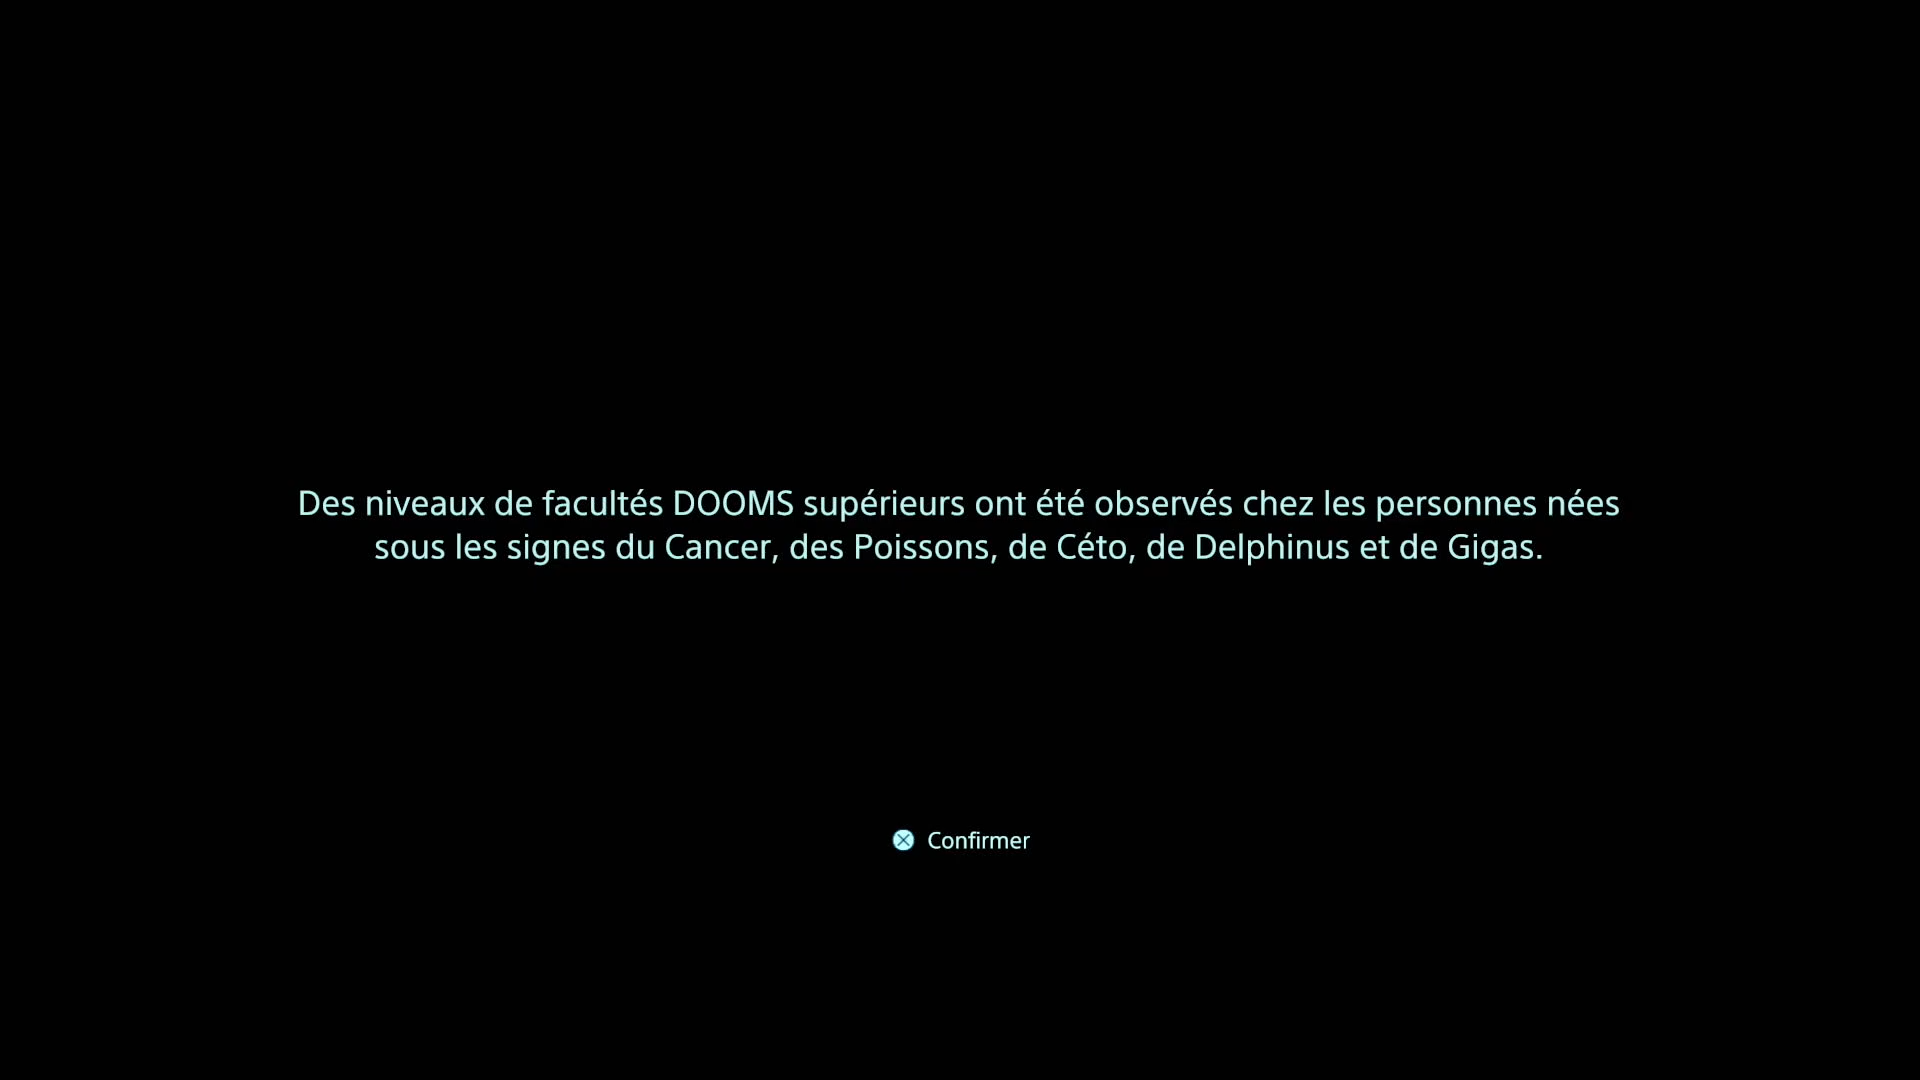 Des niveaux de facultés DOOMS supérieurs ont été observés chez les personnes nées
sous les signes du Cancer, des Poissons, de Céto, de Delphinus et de Gigas.
Confirmer